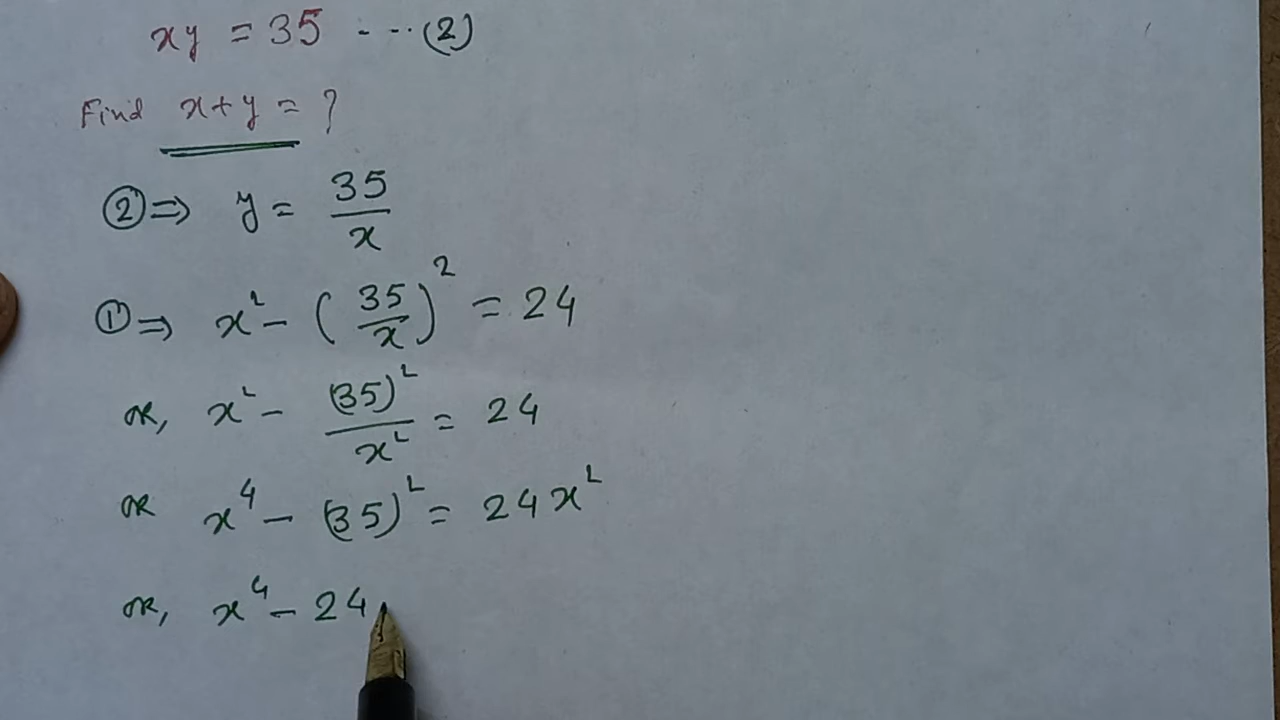 xy = 35 --- (2)
Find x+y = ?
② ⇒ y = 35/x
① ⇒ x² - (35/x)² = 24
or, x² - (35)²/x² = 24
or x⁴ - (35)² = 24x²
or, x⁴ - 24